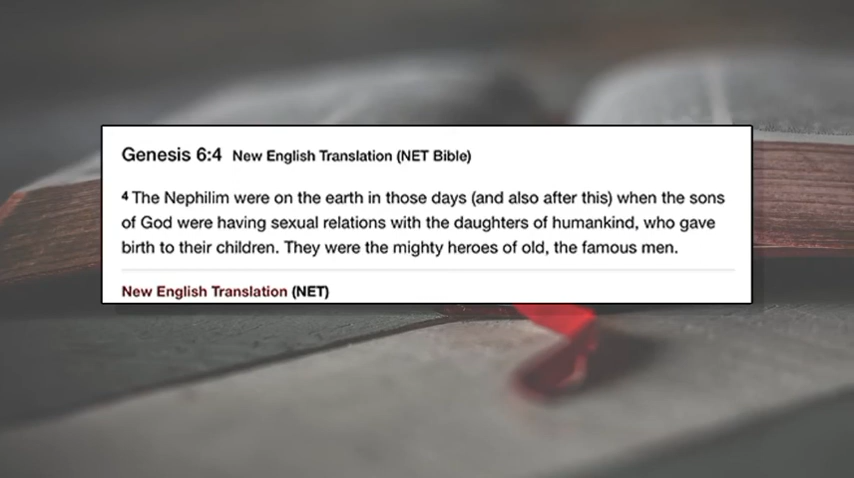 Genesis 6:4 New English Translation (NET Bible)
4 The Nephilim were on the earth in those days (and also after this) when the sons
of God were having sexual relations with the daughters of humankind, who gave
birth to their children. They were the mighty heroes of old, the famous men.
New English Translation (NET)